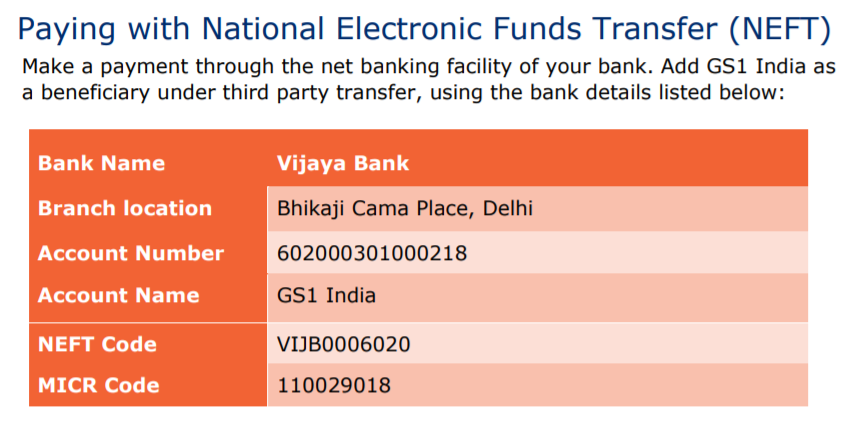 Paying with National Electronic Funds Transfer (NEFT)
Make a payment through the net banking facility of your bank. Add GS1 India as
a beneficiary under third party transfer, using the bank details listed below:
Bank Name Vijaya Bank
Branch location Bhikaji Cama Place, Delhi
Account Number 602000301000218
Account Name GS1 India
NEFT Code VIJB0006020
MICR Code 110029018